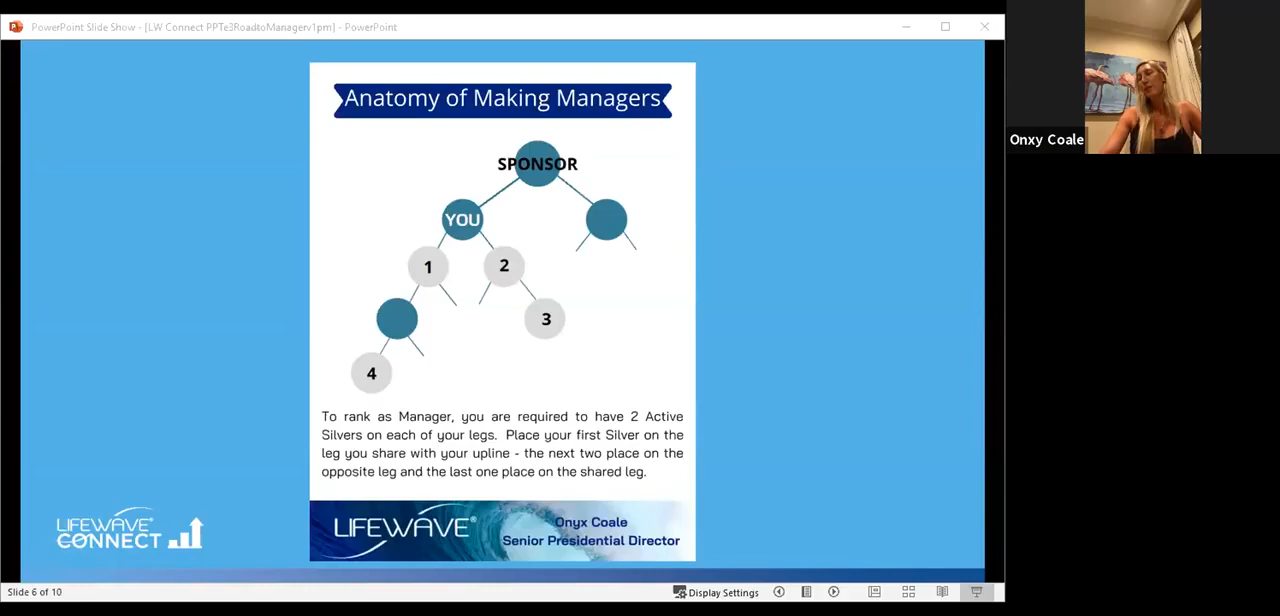 PowerPoint Slide Show - [LW Connect PPTe3RoadtoManagerv1pm] - PowerPoint
Anatomy of Making Managers
SPONSOR
YOU
1
2
3
4
To rank as Manager, you are required to have 2 Active
Silvers on each of your legs. Place your first Silver on the
leg you share with your upline - the next two place on the
opposite leg and the last one place on the shared leg.
LIFEWAVE®
CONNECT
LIFEWAVE®
Onyx Coale
Senior Presidential Director
Onxy Coale
Slide 6 of 10
Display Settings